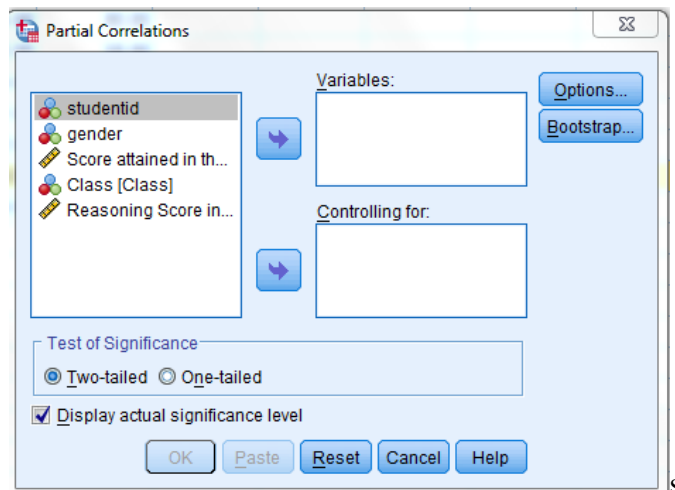 Partial Correlations
studentid
gender
Score attained in th...
Class [Class]
Reasoning Score in...
Variables:
Controlling for:
Options...
Bootstrap...
Test of Significance
Two-tailed One-tailed
Display actual significance level
OK Paste Reset Cancel Help
s